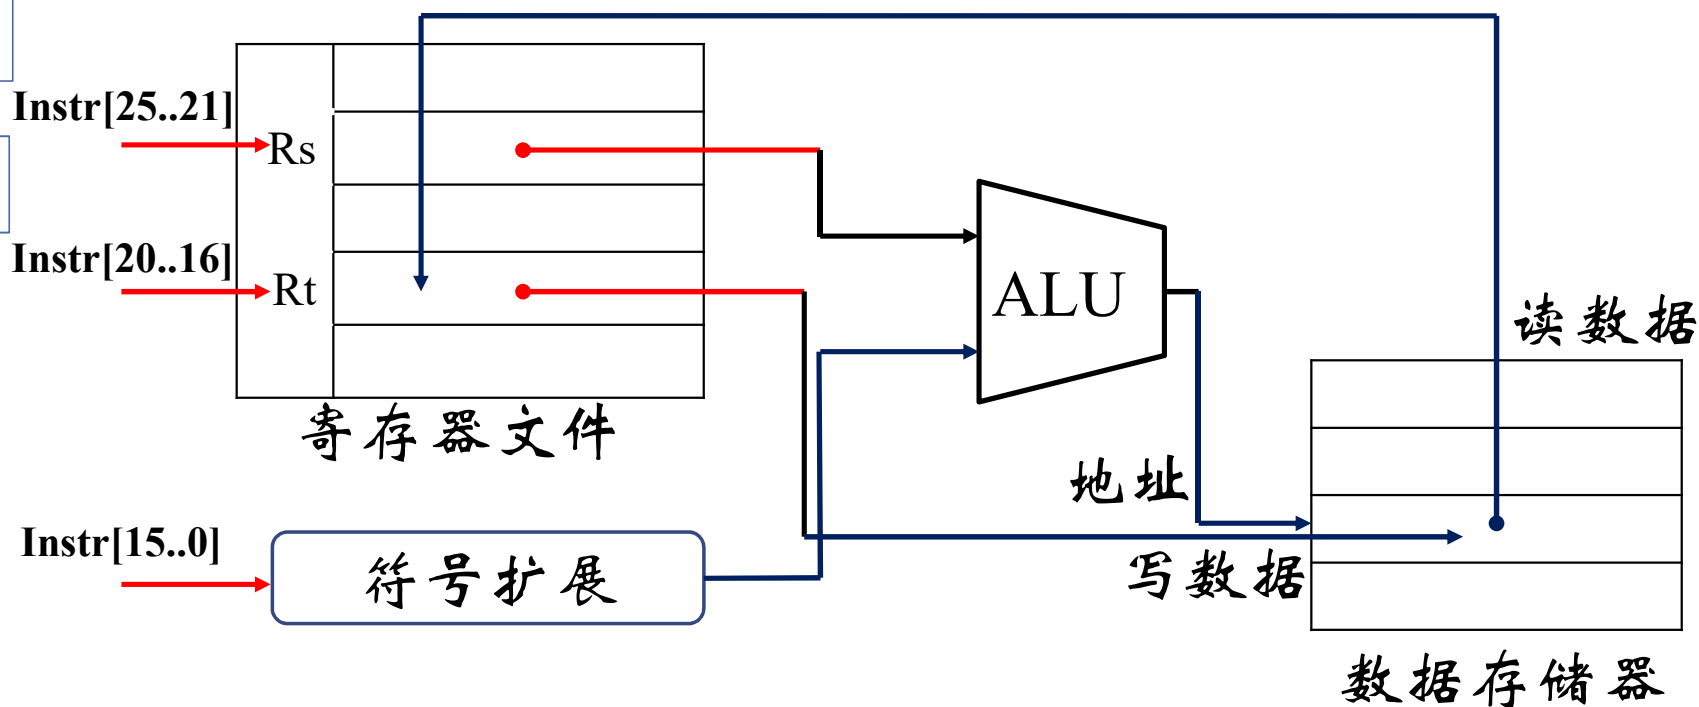 Instr[25..21]
Rs
Instr[20..16]
Rt
ALU
读数据
寄存器文件
地址
Instr[15..0]
符号扩展
写数据
数据存储器